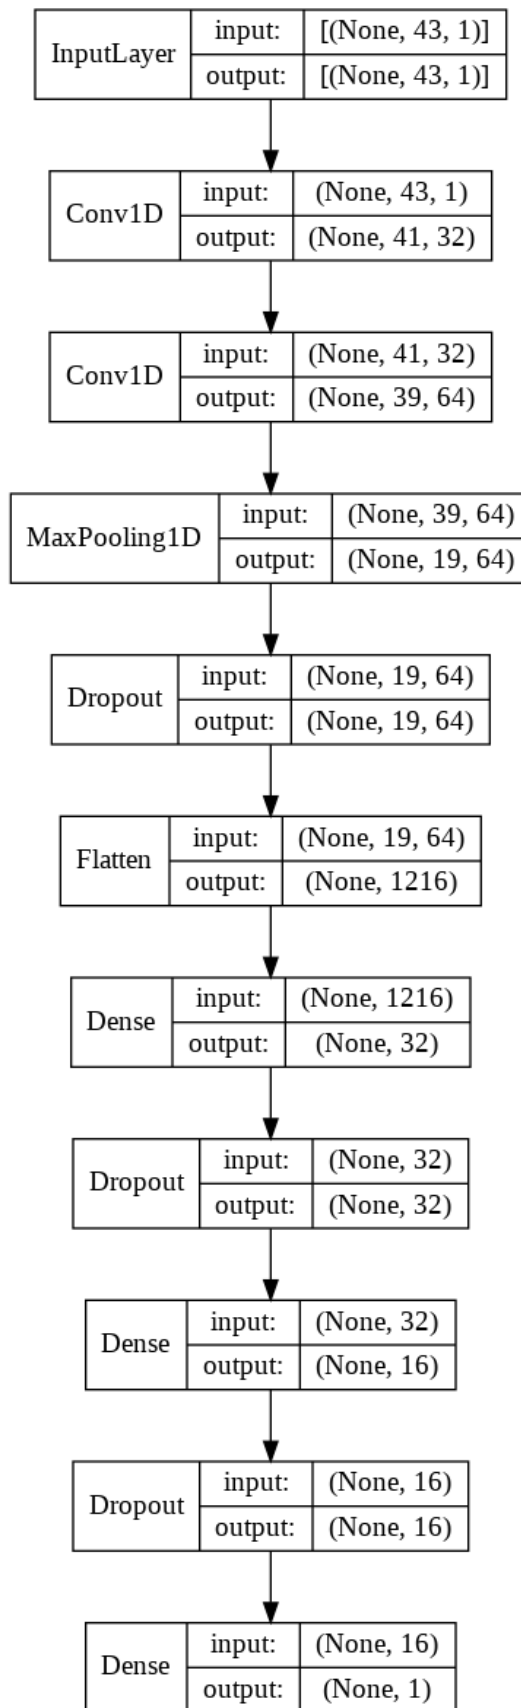 InputLayer
input: [(None, 43, 1)]
output: [(None, 43, 1)]
Conv1D
input: (None, 43, 1)
output: (None, 41, 32)
Conv1D
input: (None, 41, 32)
output: (None, 39, 64)
MaxPooling1D
input: (None, 39, 64)
output: (None, 19, 64)
Dropout
input: (None, 19, 64)
output: (None, 19, 64)
Flatten
input: (None, 19, 64)
output: (None, 1216)
Dense
input: (None, 1216)
output: (None, 32)
Dropout
input: (None, 32)
output: (None, 32)
Dense
input: (None, 32)
output: (None, 16)
Dropout
input: (None, 16)
output: (None, 16)
Dense
input: (None, 16)
output: (None, 1)